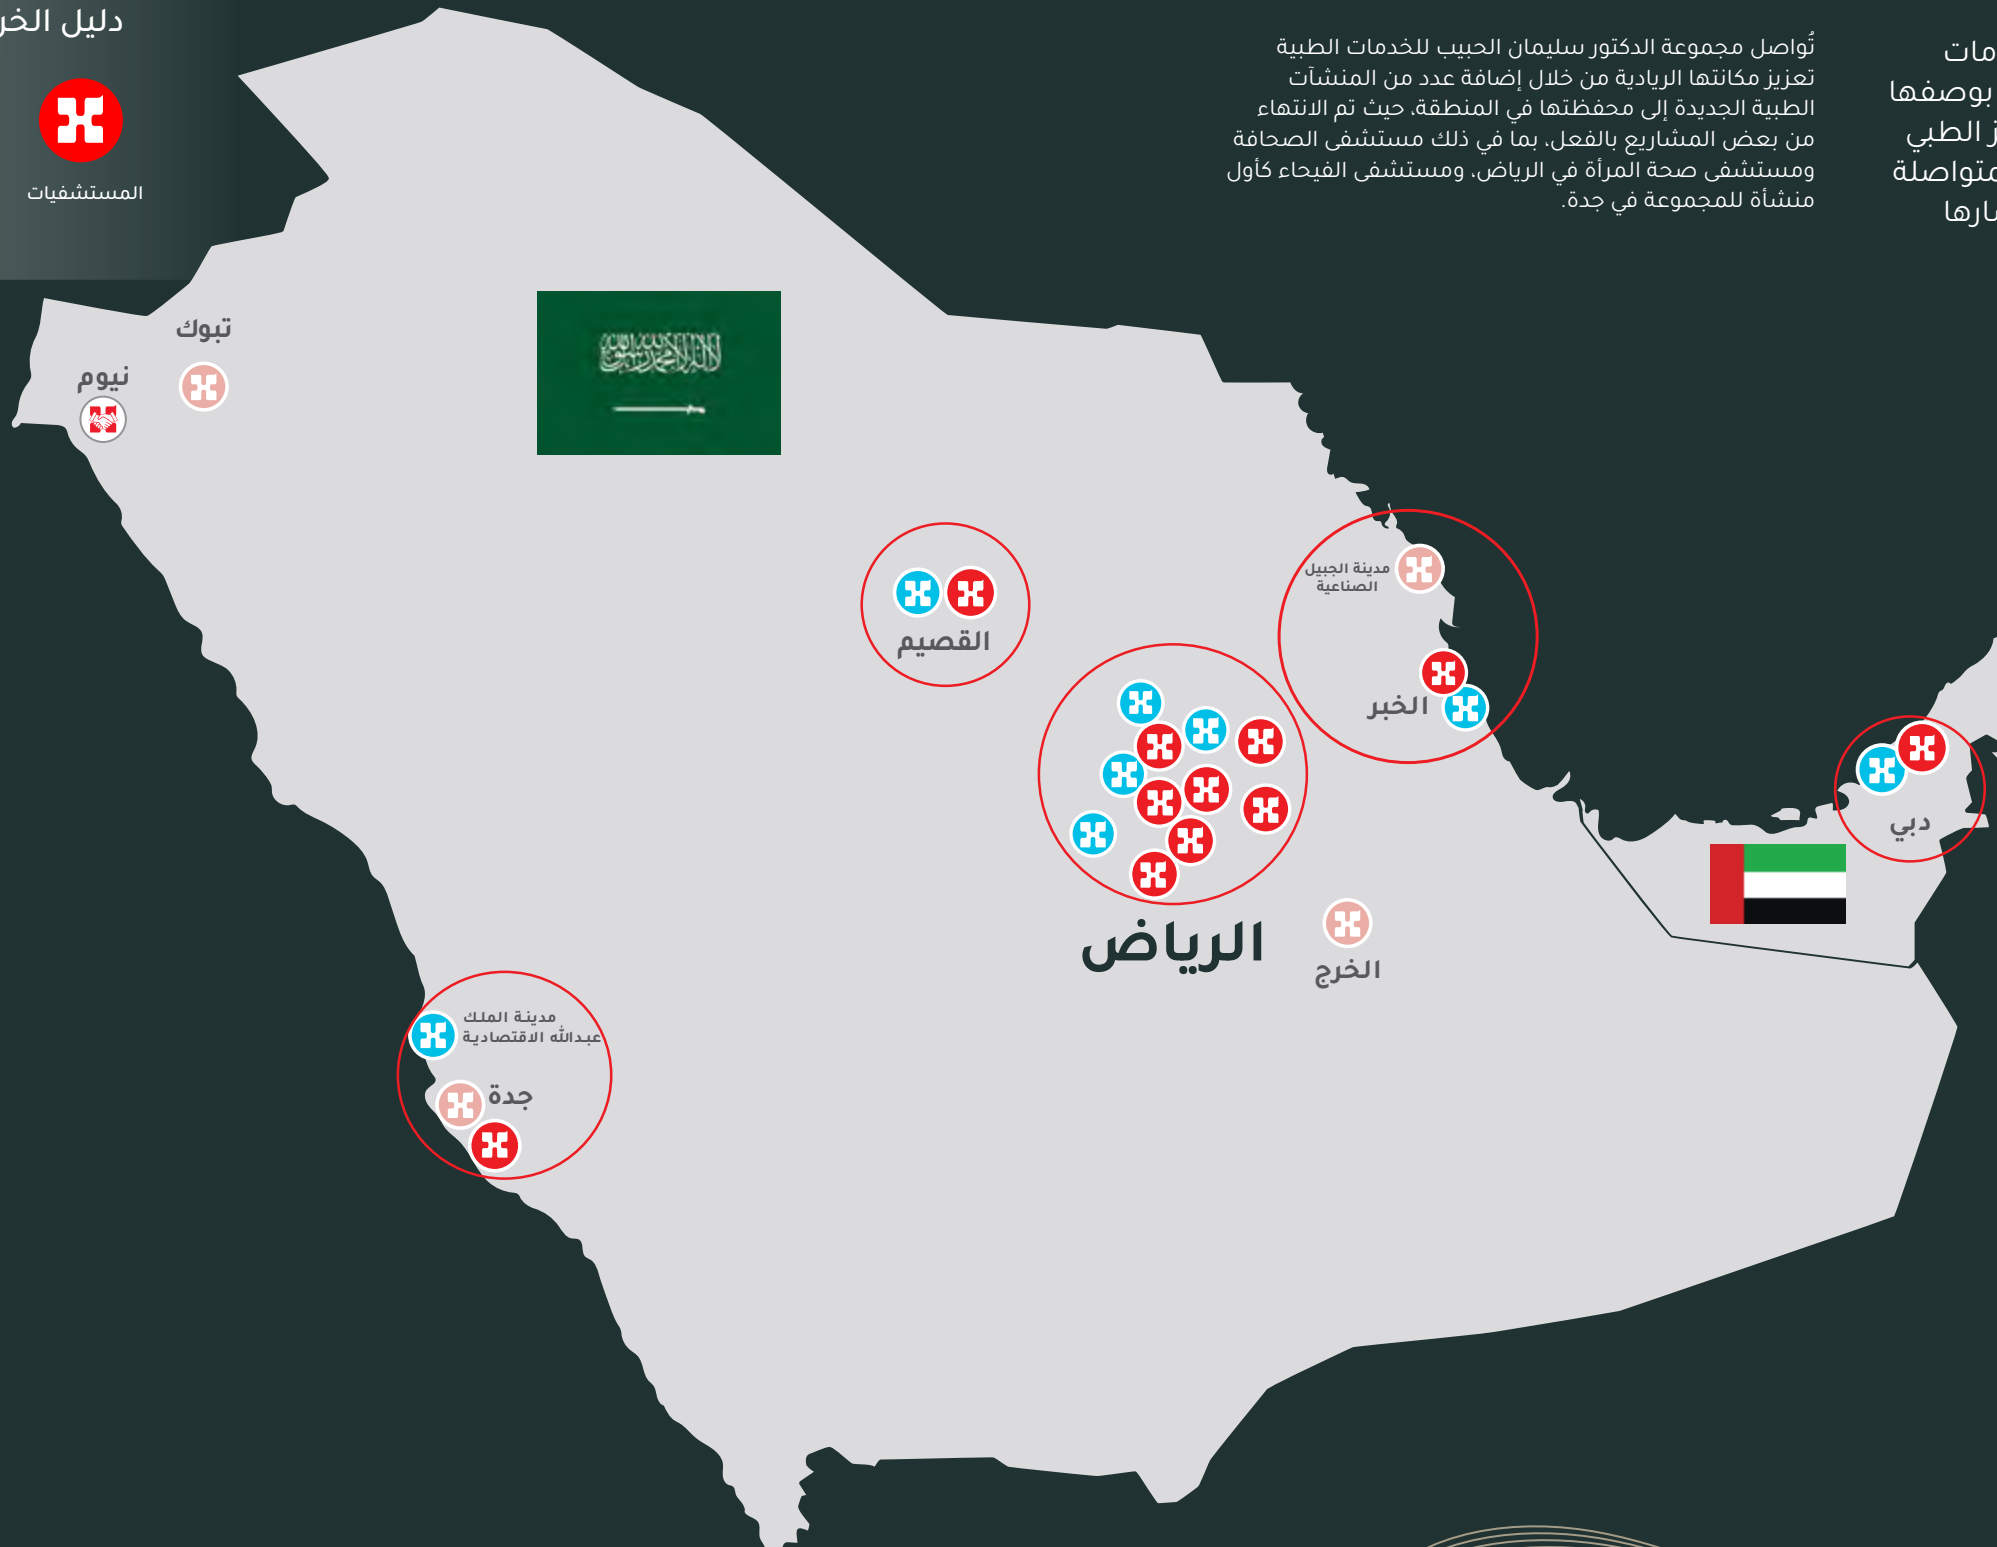 مات
بوصفها
ز الطبي
متواصلة
تُواصل مجموعة الدكتور سليمان الحبيب للخدمات الطبية
تعزيز مكانتها الريادية من خلال إضافة عدد من المنشآت
الطبية الجديدة إلى محفظتها في المنطقة، حيث تم الانتهاء
من بعض المشاريع بالفعل، بما في ذلك مستشفى الصحافة
ومستشفى صحة المرأة في الرياض، ومستشفى الفيحاء كأول
منشأة للمجموعة في جدة.
دليل الخر
المستشفيات
تبوك
نيوم
القصيم
مدينة الجبيل
الصناعية
الخبر
دبي
الرياض
الخرج
مدينة الملك
عبدالله الاقتصادية
جدة